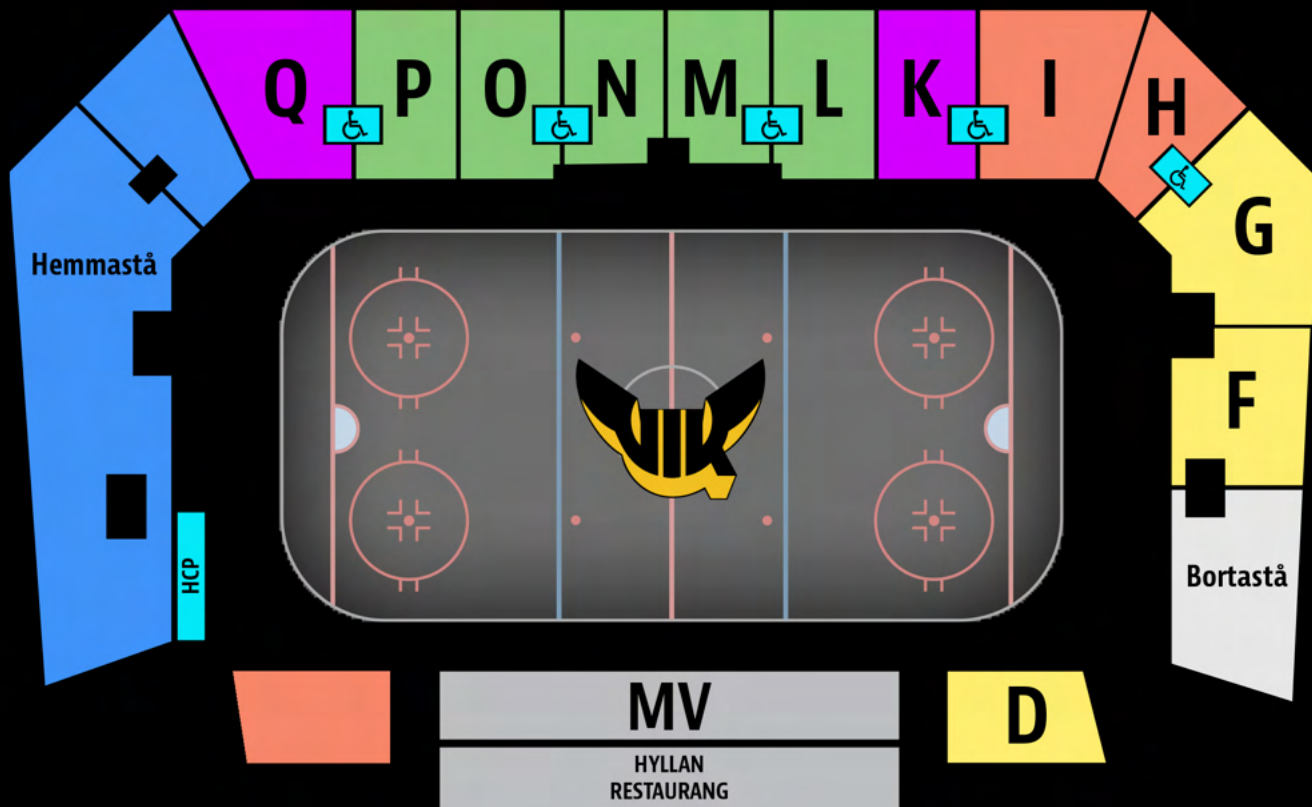 Q
P
O
N
M
L
K
I
H
G
Hemmastå
F
HCP
Bortastå
MV
D
HYLLAN
RESTAURANG